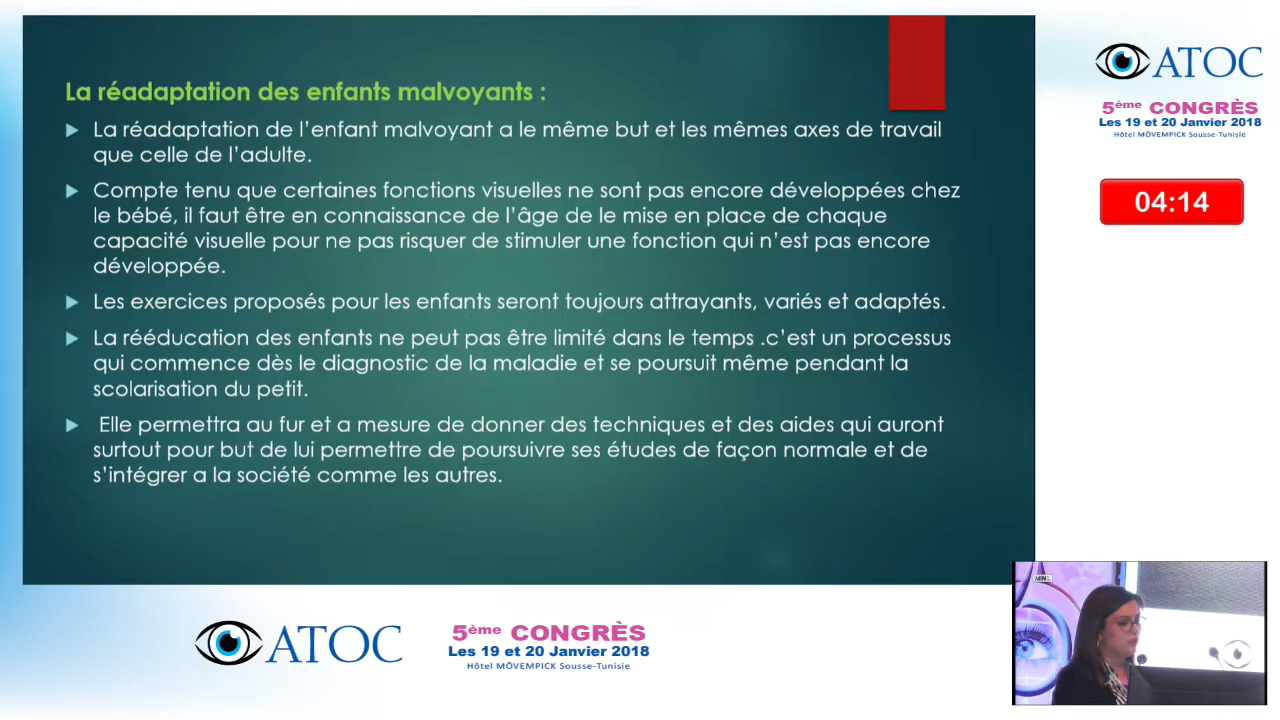 La réadaptation des enfants malvoyants :
La réadaptation de l'enfant malvoyant a le même but et les mêmes axes de travail
que celle de l'adulte.
Compte tenu que certaines fonctions visuelles ne sont pas encore développées chez
le bébé, il faut être en connaissance de l'âge de le mise en place de chaque
capacité visuelle pour ne pas risquer de stimuler une fonction qui n'est pas encore
développée.
Les exercices proposés pour les enfants seront toujours attrayants, variés et adaptés.
La rééducation des enfants ne peut pas être limité dans le temps .c'est un processus
qui commence dès le diagnostic de la maladie et se poursuit même pendant la
scolarisation du petit.
Elle permettra au fur et a mesure de donner des techniques et des aides qui auront
surtout pour but de lui permettre de poursuivre ses études de façon normale et de
s'intégrer a la société comme les autres.
ATOC
5ème CONGRÈS
Les 19 et 20 Janvier 2018
Hôtel MÖVEMPICK Sousse-Tunisie
04:14
ATOC
5ème CONGRÈS
Les 19 et 20 Janvier 2018
Hôtel MÖVEMPICK Sousse-Tunisie